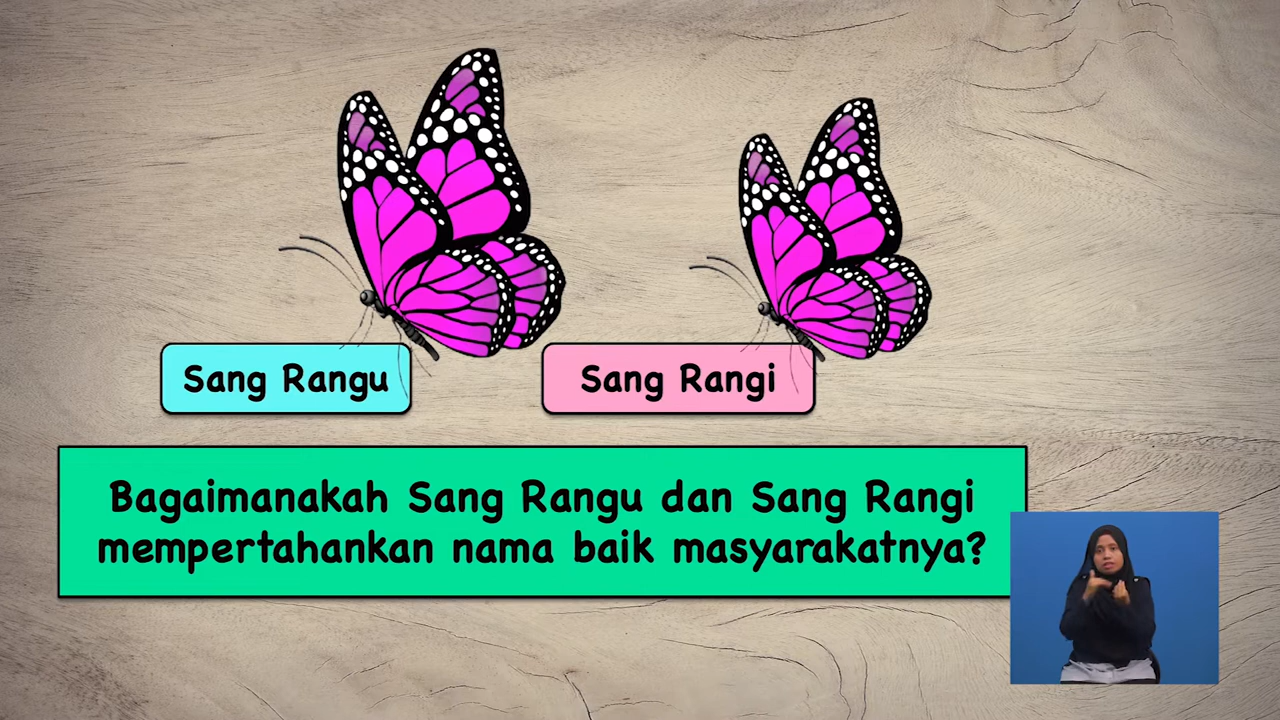 Sang Rangu
Sang Rangi
Bagaimanakah Sang Rangu dan Sang Rangi
mempertahankan nama baik masyarakatnya?